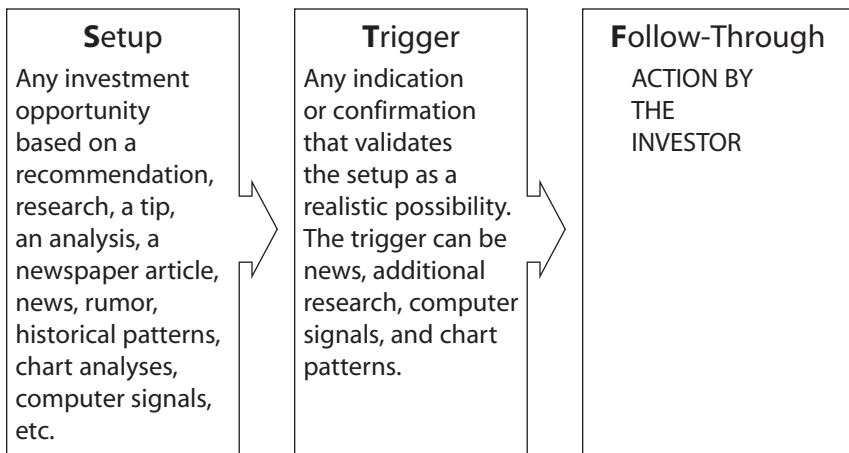 Setup
Any investment
opportunity
based on a
recommendation,
research, a tip,
an analysis, a
newspaper article,
news, rumor,
historical patterns,
chart analyses,
computer signals,
etc.
Trigger
Any indication
or confirmation
that validates
the setup as a
realistic possibility.
The trigger can be
news, additional
research, computer
signals, and chart
patterns.
Follow-Through
ACTION BY
THE
INVESTOR